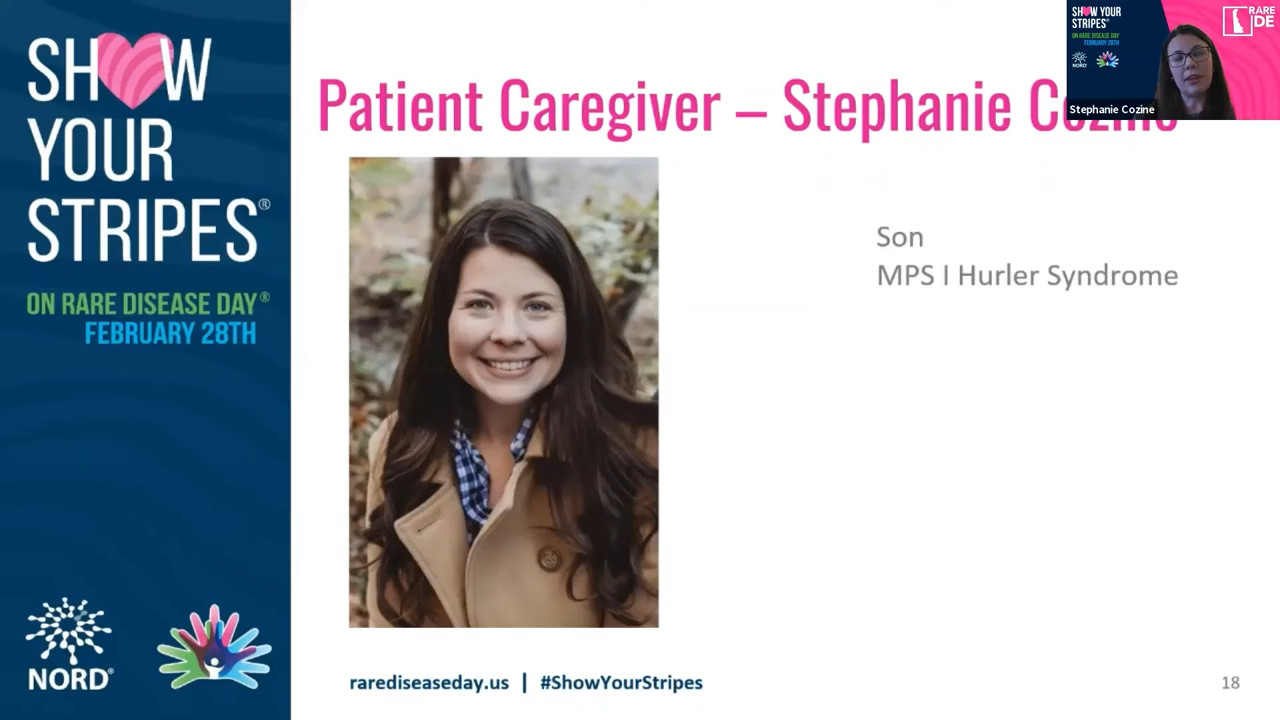 SHOW
YOUR
STRIPES®
ON RARE DISEASE DAY®
FEBRUARY 28TH
NORD®
Patient Caregiver – Stephanie Cozine
Son
MPS I Hurler Syndrome
rarediseaseday.us | #ShowYourStripes
18
SHOW YOUR
STRIPES®
ON RARE DISEASE DAY
FEBRUARY 28TH
NORD
RARE
DE
Stephanie Cozine